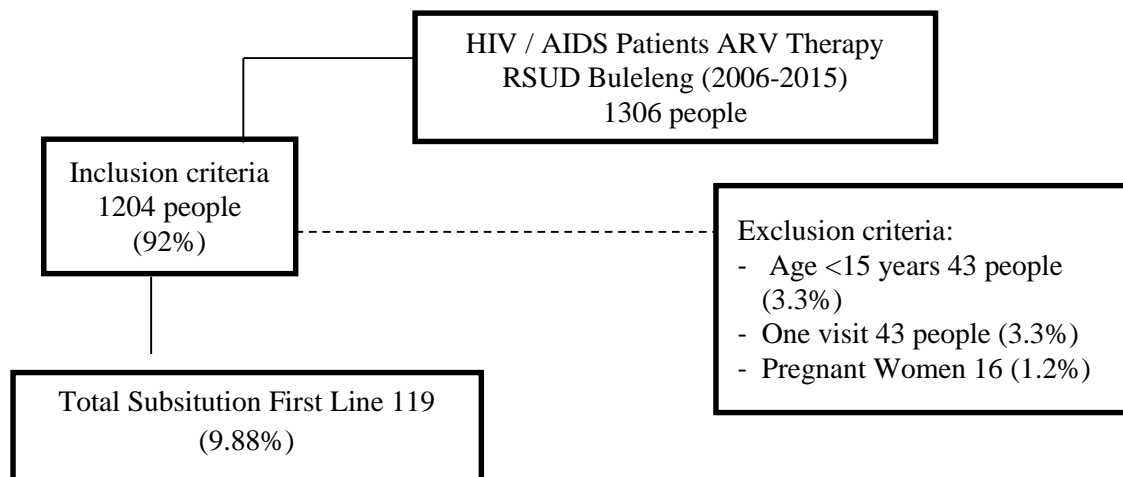 HIV / AIDS Patients ARV Therapy
RSUD Buleleng (2006-2015)
1306 people
Inclusion criteria
1204 people
(92%)
Exclusion criteria:
- Age <15 years 43 people
(3.3%)
- One visit 43 people (3.3%)
- Pregnant Women 16 (1.2%)
Total Subsitution First Line 119
(9.88%)